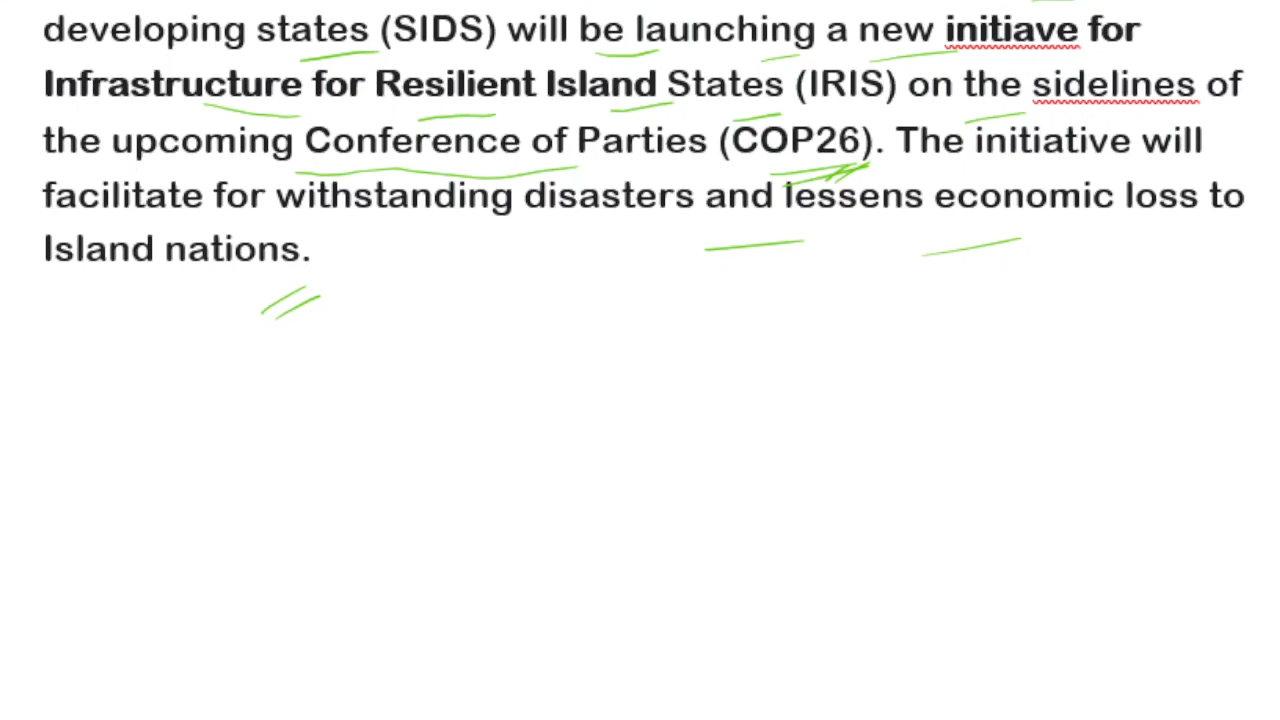 developing states (SIDS) will be launching a new initiave for
Infrastructure for Resilient Island States (IRIS) on the sidelines of
the upcoming Conference of Parties (COP26). The initiative will
facilitate for withstanding disasters and lessens economic loss to
Island nations.